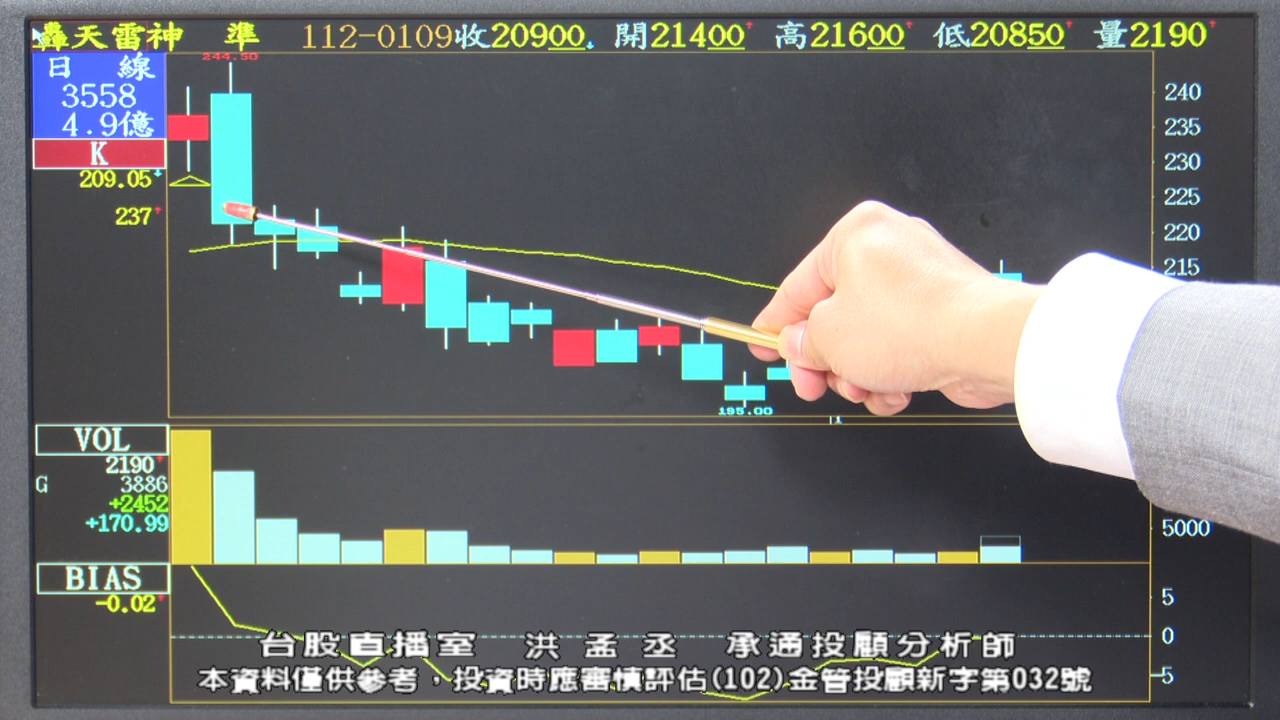 轟天雷神 準 112-0109收20900 開21400 高21600 低20850 量2190
日 線
3558
4.9億
K
209.05
237
244.50
240
235
230
225
220
215
195.00
1
VOL
2190
G 3886
+2452
+170.99
5000
BIAS
-0.02
5
0
-5
台股直播室 洪孟丞 承通投顧分析師
本資料僅供參考,投資時應審慎評估(102)金管投顧新字第032號